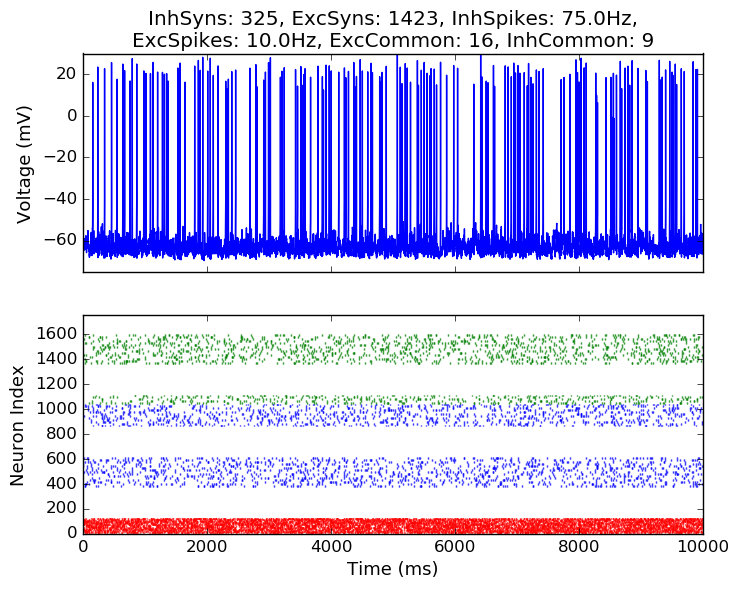 InhSyns: 325, ExcSyns: 1423, InhSpikes: 75.0Hz,
ExcSpikes: 10.0Hz, ExcCommon: 16, InhCommon: 9
Voltage (mV)
20
0
−20
−40
−60
Neuron Index
1600
1400
1200
1000
800
600
400
200
0
0 2000 4000 6000 8000 10000
Time (ms)